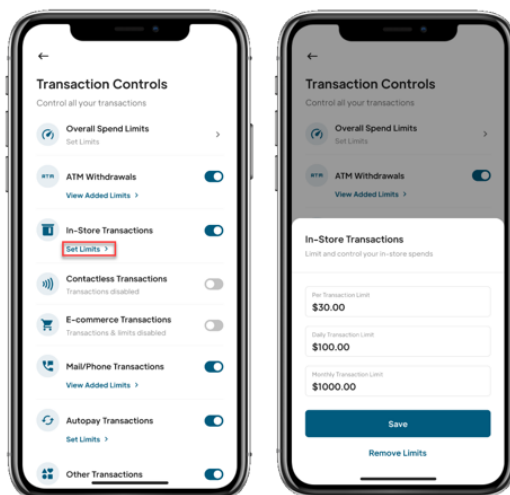 Transaction Controls
Control all your transactions
Overall Spend Limits
Set Limits
ATM
ATM Withdrawals
View Added Limits >
In-Store Transactions
Set Limits >
Contactless Transactions
Transactions disabled
E-commerce Transactions
Transactions & limits disabled
Mail/Phone Transactions
View Added Limits >
Autopay Transactions
Set Limits >
Other Transactions
Transaction Controls
Control all your transactions
Overall Spend Limits
Set Limits
ATM
ATM Withdrawals
In-Store Transactions
Limit and control your in-store spends
Per Transaction Limit
$30.00
Daily Transaction Limit
$100.00
Monthly Transaction Limit
$1000.00
Save
Remove Limits